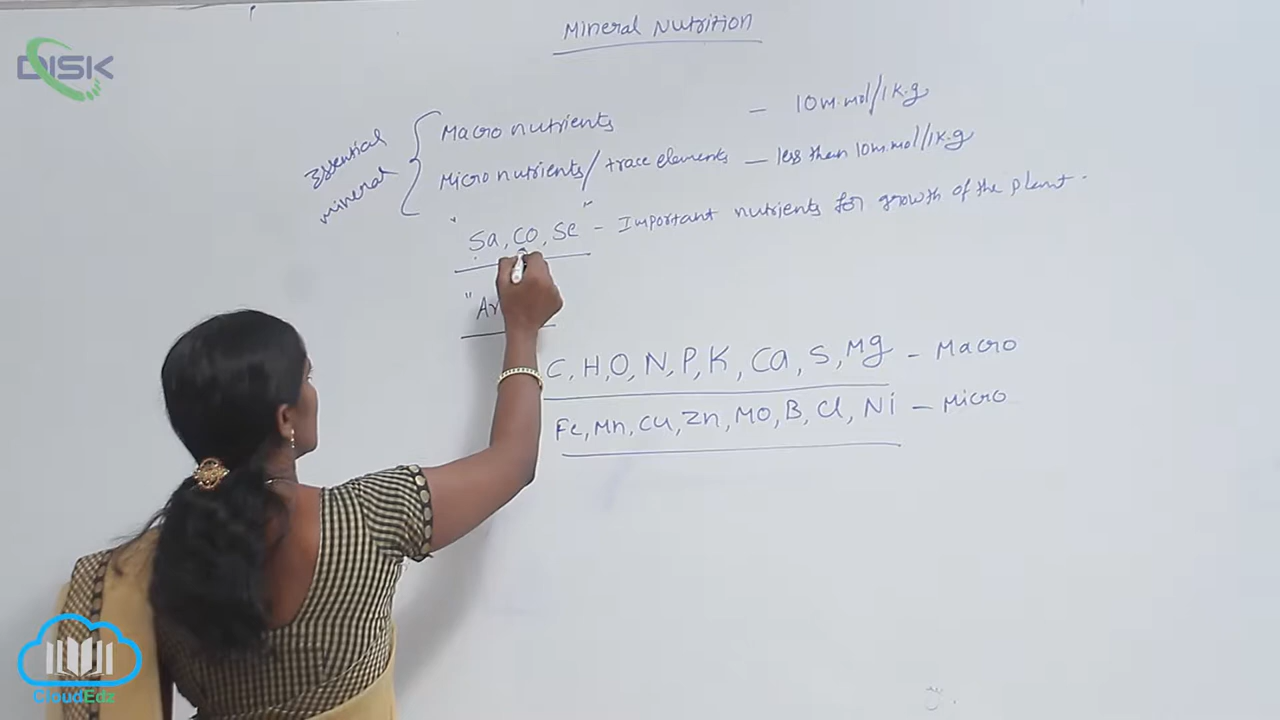 DISK
Mineral Nutrition
Essential mineral
Macro nutrients — 10m.mol/1K.g
Micro nutrients/trace elements — less than 10m.mol/1Kg
"Sa, Co, Se" - Important nutrients for growth of the plant.
"Ar
C, H, O, N, P, K, Ca, S, Mg - Macro
Fe, Mn, Cu, Zn, Mo, B, Cl, Ni - Micro
CloudEdz